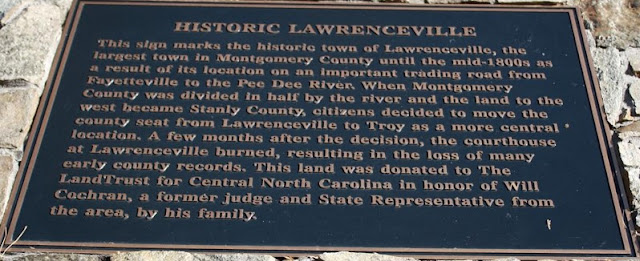 HISTORIC LAWRENCEVILLE
This sign marks the historic town of Lawrenceville, the
largest town in Montgomery County until the mid-1800s as
a result of its location on an important trading road from
Fayetteville to the Pee Dee River. When Montgomery
County was divided in half by the river and the land to the
west became Stanly County, citizens decided to move the
county seat from Lawrenceville to Troy as a more central
location. A few months after the decision, the courthouse
at Lawrenceville burned, resulting in the loss of many
early county records. This land was donated to The
LandTrust for Central North Carolina in honor of Will
Cochran, a former judge and State Representative from
the area, by his family.